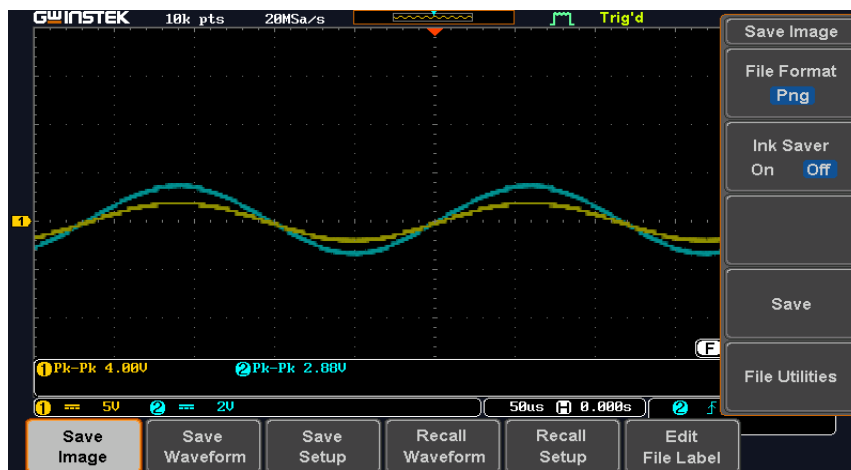 GWINSTEK 10k pts 20MSa/s Trig'd
Save Image
File Format
Png
Ink Saver
On Off
1
Save
F
1 Pk-Pk 4.00V 2 Pk-Pk 2.88V
File Utilities
1 5V 2 2V 50us H 0.000s 2
Save Image
Save Waveform
Save Setup
Recall Waveform
Recall Setup
Edit File Label